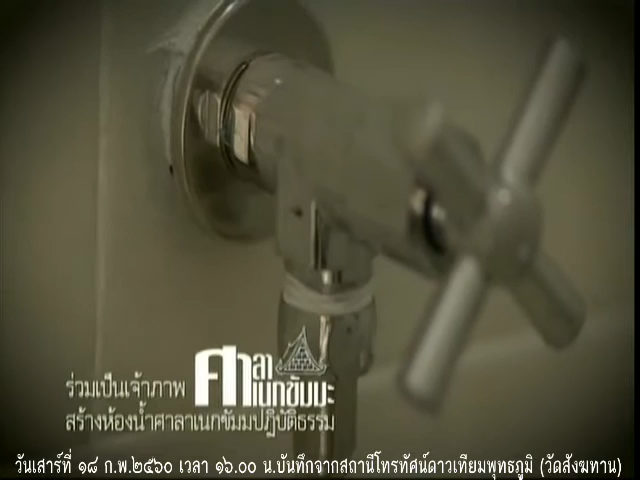 ร่วมเป็นเจ้าภาพ ศาลาเนกขัมมะ
สร้างห้องน้ำศาลาเนกขัมมปฏิบัติธรรม
วันเสาร์ที่ ๑๘ ก.พ.๒๕๖๐ เวลา ๑๖.๐๐ น.บันทึกจากสถานีโทรทัศน์ดาวเทียมพุทธภูมิ (วัดสังฆทาน)